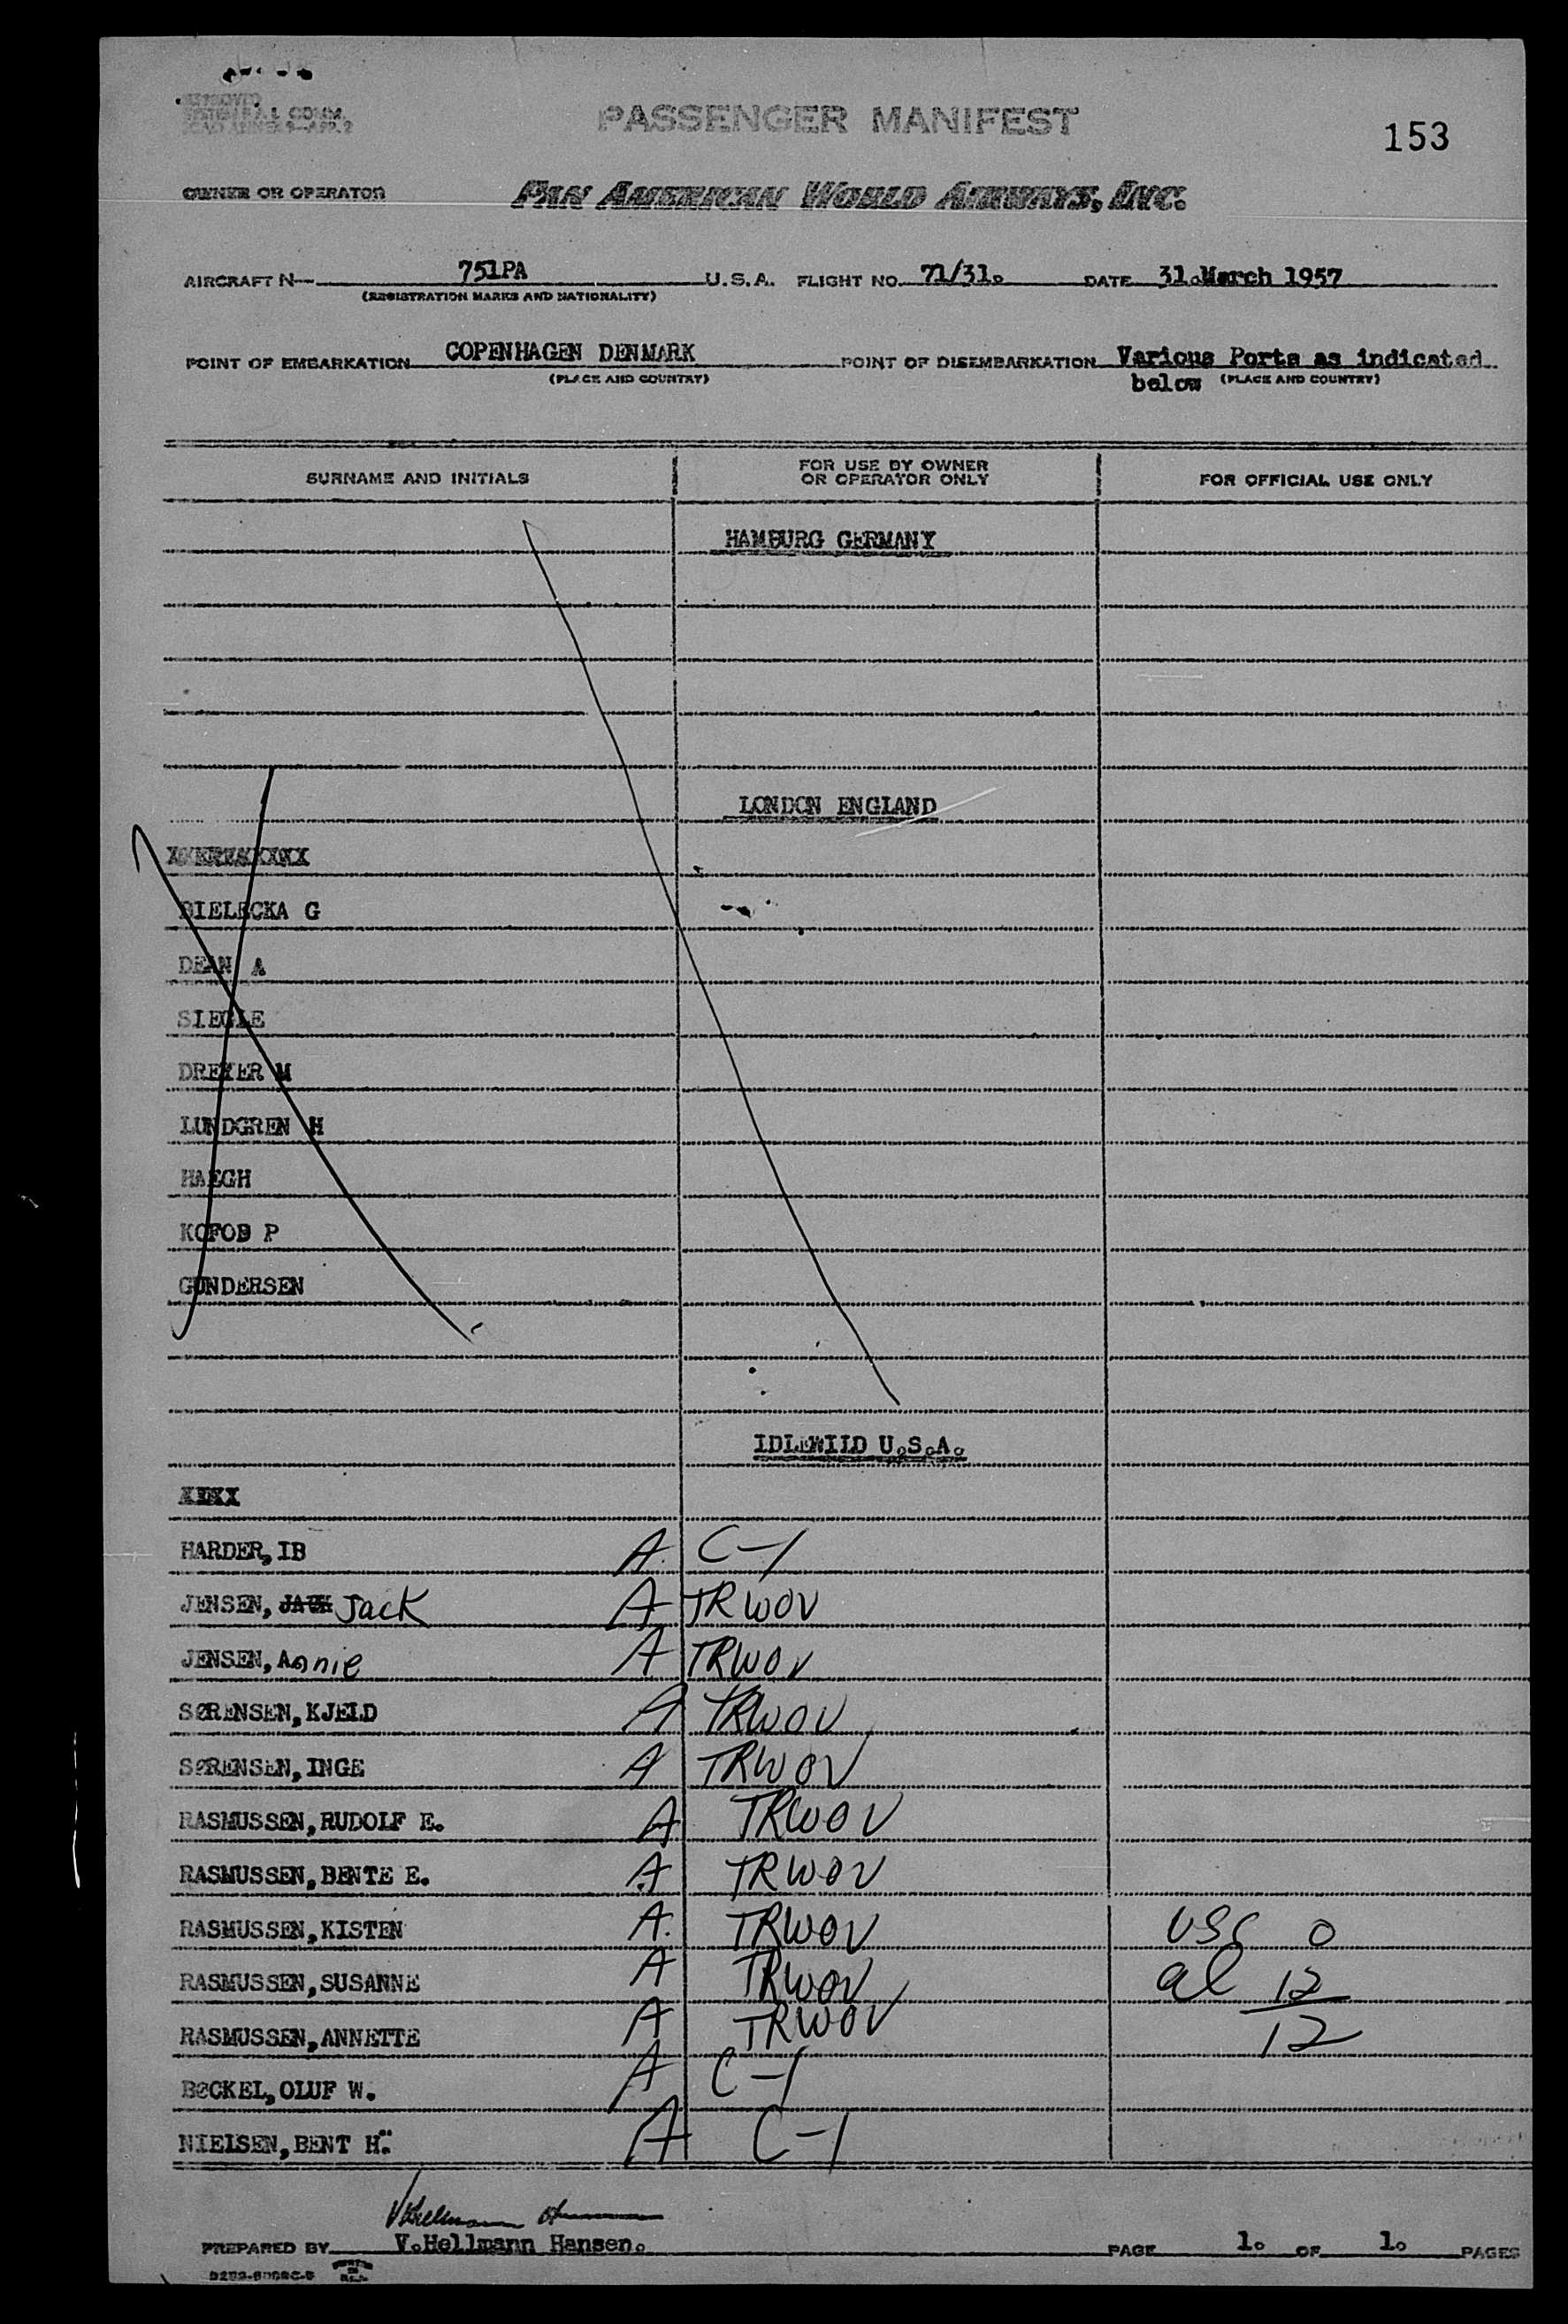 APPROVED
PASSENGER MANIFEST
153
OWNER OR OPERATOR PAN AMERICAN WORLD AIRWAYS, INC.
AIRCRAFT N 751PA U.S.A. FLIGHT NO. 71/31. DATE 31.March 1957
(REGISTRATION MARKS AND NATIONALITY)
POINT OF EMBARKATION COPENHAGEN DENMARK POINT OF DISEMBARKATION Various Ports as indicated
(PLACE AND COUNTRY) below (PLACE AND COUNTRY)
SURNAME AND INITIALS FOR USE BY OWNER OR OPERATOR ONLY FOR OFFICIAL USE ONLY
HAMBURG GERMANY
LONDON ENGLAND
BIELECKA G
DEAN A
SIEGLE
DREYER M
LUNDGREN H
HAEGH
KOFOD P
GUNDERSEN
IDLEWILD U.S.A.
HARDER, IB A. C-1
JENSEN, JACK Jack A TRWOV
JENSEN, Annie A TRWOV
SØRENSEN, KJELD A TRWOV
SØRENSEN, INGE A TRWOV
RASMUSSEN, RUDOLF E. A TRWOV
RASMUSSEN, BENTE E. A TRWOV
RASMUSSEN, KISTEN A. TRWOV USC 0
RASMUSSEN, SUSANNE A TRWOV al 12
RASMUSSEN, ANNETTE A TRWOV 12
BØCKEL, OLUF W. A C-1
NIELSEN, BENT H. A C-1
PREPARED BY V.Hellmann Hansen. PAGE 1. OF 1. PAGES